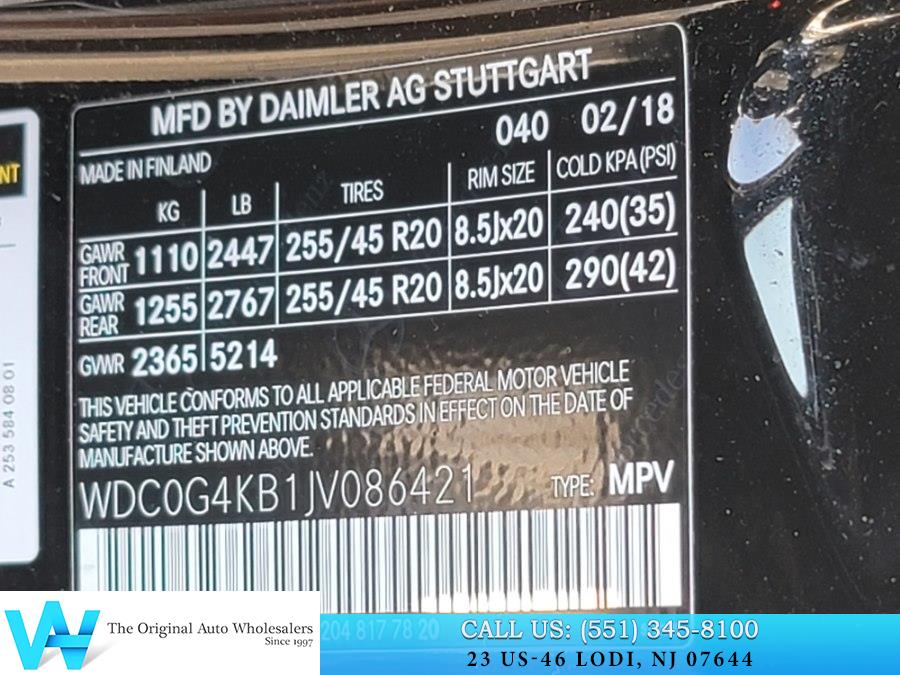 MFD BY DAIMLER AG STUTTGART
040 02/18
MADE IN FINLAND
KG LB TIRES RIM SIZE COLD KPA (PSI)
GAWR FRONT 1110 2447 255/45 R20 8.5Jx20 240(35)
GAWR REAR 1255 2767 255/45 R20 8.5Jx20 290(42)
GVWR 2365 5214
THIS VEHICLE CONFORMS TO ALL APPLICABLE FEDERAL MOTOR VEHICLE
SAFETY AND THEFT PREVENTION STANDARDS IN EFFECT ON THE DATE OF
MANUFACTURE SHOWN ABOVE.
WDC0G4KB1JV086421 TYPE: MPV
A 253 584 08 01
NT
204 817 78 20
The Original Auto Wholesalers
Since 1997
CALL US: (551) 345-8100
23 US-46 LODI, NJ 07644